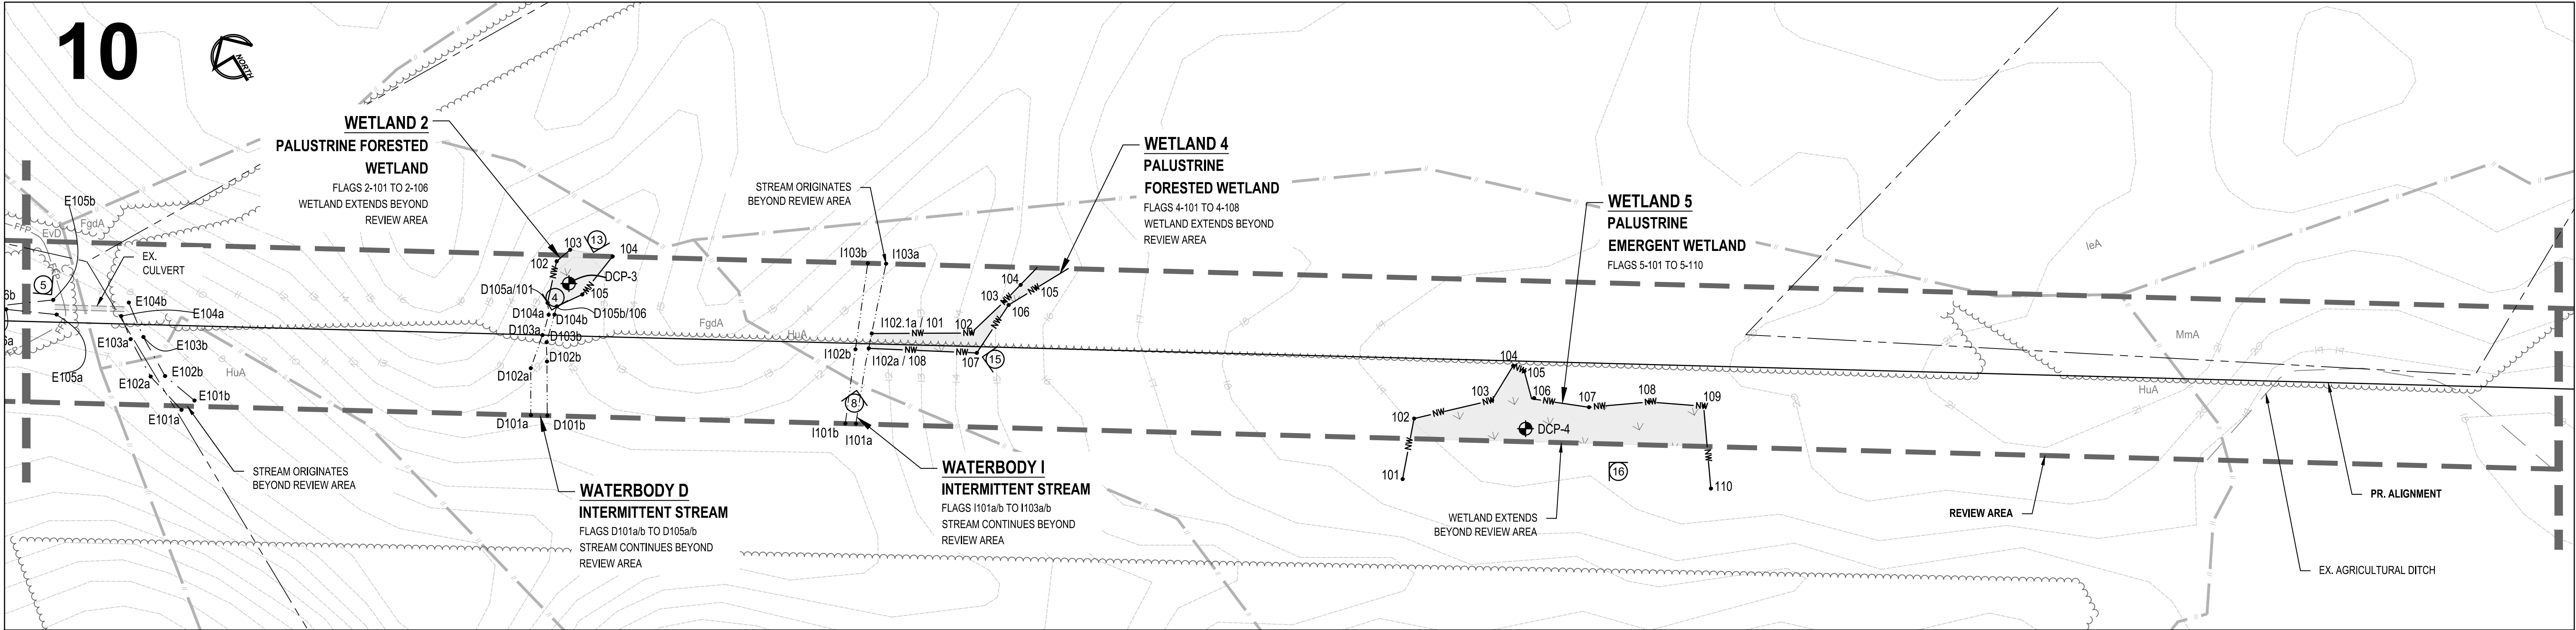 10
NORTH
WETLAND 2
PALUSTRINE FORESTED
WETLAND
FLAGS 2-101 TO 2-106
WETLAND EXTENDS BEYOND
REVIEW AREA
STREAM ORIGINATES
BEYOND REVIEW AREA
WETLAND 4
PALUSTRINE
FORESTED WETLAND
FLAGS 4-101 TO 4-108
WETLAND EXTENDS BEYOND
REVIEW AREA
WETLAND 5
PALUSTRINE
EMERGENT WETLAND
FLAGS 5-101 TO 5-110
E105b
FgdA
EvD
EX.
CULVERT
5
E104b
E104a
E103a
E103b
E105a
E102a
E102b
HuA
E101b
E101a
STREAM ORIGINATES
BEYOND REVIEW AREA
103
13
104
102
DCP-3
D105a/101
4
105
D104a
D104b
D105b/106
D103a
D103b
D102b
D102a
D101a
D101b
FgdA
HuA
I103b
I103a
I102.1a / 101
102
103
104
105
106
I102b
I102a / 108
107
15
8
I101b
I101a
WATERBODY D
INTERMITTENT STREAM
FLAGS D101a/b TO D105a/b
STREAM CONTINUES BEYOND
REVIEW AREA
WATERBODY I
INTERMITTENT STREAM
FLAGS I101a/b TO I103a/b
STREAM CONTINUES BEYOND
REVIEW AREA
104
105
103
106
107
108
109
102
DCP-4
101
16
110
WETLAND EXTENDS
BEYOND REVIEW AREA
IeA
MmA
HuA
REVIEW AREA
PR. ALIGNMENT
EX. AGRICULTURAL DITCH